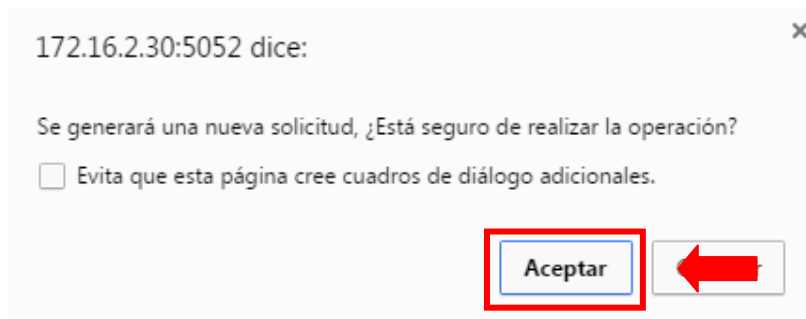 172.16.2.30:5052 dice:
Se generará una nueva solicitud, ¿Está seguro de realizar la operación?
Evita que esta página cree cuadros de diálogo adicionales.
Aceptar